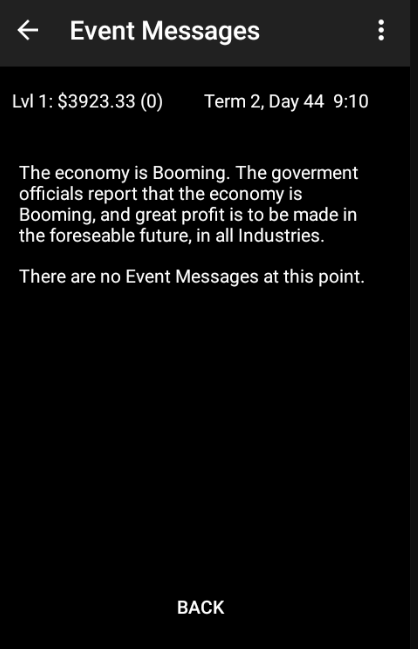 Event Messages
Lvl 1: $3923.33 (0) Term 2, Day 44 9:10
The economy is Booming. The goverment
officials report that the economy is
Booming, and great profit is to be made in
the foreseable future, in all Industries.
There are no Event Messages at this point.
BACK